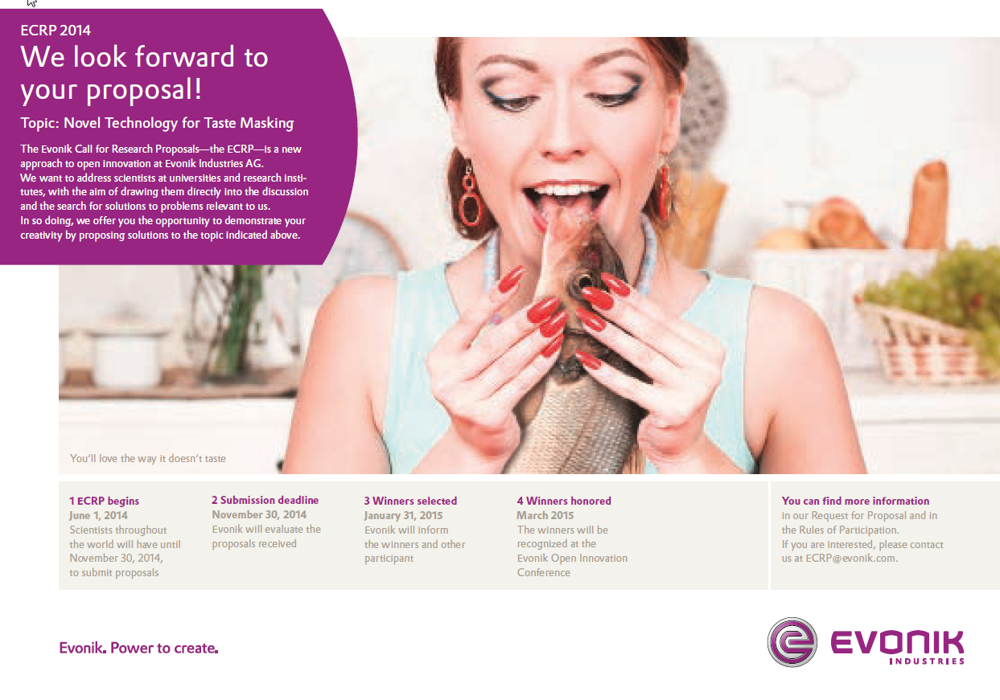 ECRP 2014
We look forward to
your proposal!
Topic: Novel Technology for Taste Masking
The Evonik Call for Research Proposals—the ECRP—is a new
approach to open innovation at Evonik Industries AG.
We want to address scientists at universities and research insti-
tutes, with the aim of drawing them directly into the discussion
and the search for solutions to problems relevant to us.
In so doing, we offer you the opportunity to demonstrate your
creativity by proposing solutions to the topic indicated above.
You'll love the way it doesn't taste
1 ECRP begins
June 1, 2014
Scientists throughout
the world will have until
November 30, 2014,
to submit proposals
2 Submission deadline
November 30, 2014
Evonik will evaluate the
proposals received
3 Winners selected
January 31, 2015
Evonik will inform
the winners and other
participant
4 Winners honored
March 2015
The winners will be
recognized at the
Evonik Open Innovation
Conference
You can find more information
in our Request for Proposal and in
the Rules of Participation.
If you are interested, please contact
us at ECRP@evonik.com.
Evonik. Power to create.
EVONIK
INDUSTRIES